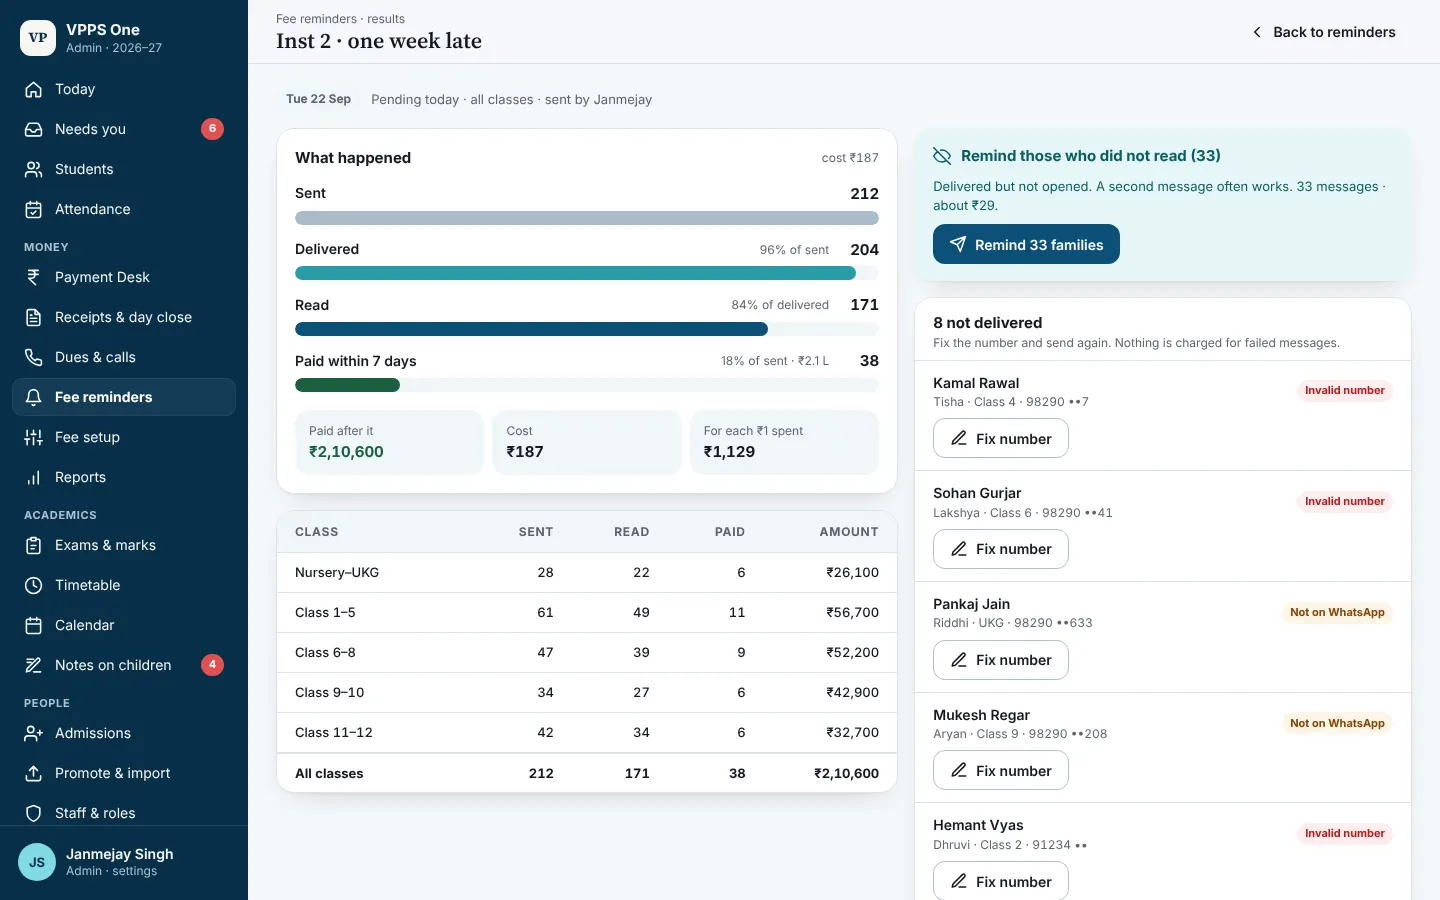 VP
VPPS One
Admin · 2026–27
Today
Needs you 6
Students
Attendance
MONEY
Payment Desk
Receipts & day close
Dues & calls
Fee reminders
Fee setup
Reports
ACADEMICS
Exams & marks
Timetable
Calendar
Notes on children 4
PEOPLE
Admissions
Promote & import
Staff & roles
JS
Janmejay Singh
Admin · settings
Fee reminders · results
Inst 2 · one week late
Back to reminders
Tue 22 Sep Pending today · all classes · sent by Janmejay
What happened cost ₹187
Sent 212
Delivered 96% of sent 204
Read 84% of delivered 171
Paid within 7 days 18% of sent · ₹2.1 L 38
Paid after it
₹2,10,600
Cost
₹187
For each ₹1 spent
₹1,129
CLASS SENT READ PAID AMOUNT
Nursery–UKG 28 22 6 ₹26,100
Class 1–5 61 49 11 ₹56,700
Class 6–8 47 39 9 ₹52,200
Class 9–10 34 27 6 ₹42,900
Class 11–12 42 34 6 ₹32,700
All classes 212 171 38 ₹2,10,600
Remind those who did not read (33)
Delivered but not opened. A second message often works. 33 messages ·
about ₹29.
Remind 33 families
8 not delivered
Fix the number and send again. Nothing is charged for failed messages.
Kamal Rawal
Tisha · Class 4 · 98290 ••7
Invalid number
Fix number
Sohan Gurjar
Lakshya · Class 6 · 98290 ••41
Invalid number
Fix number
Pankaj Jain
Riddhi · UKG · 98290 ••633
Not on WhatsApp
Fix number
Mukesh Regar
Aryan · Class 9 · 98290 ••208
Not on WhatsApp
Fix number
Hemant Vyas
Dhruvi · Class 2 · 91234 ••
Invalid number
Fix number